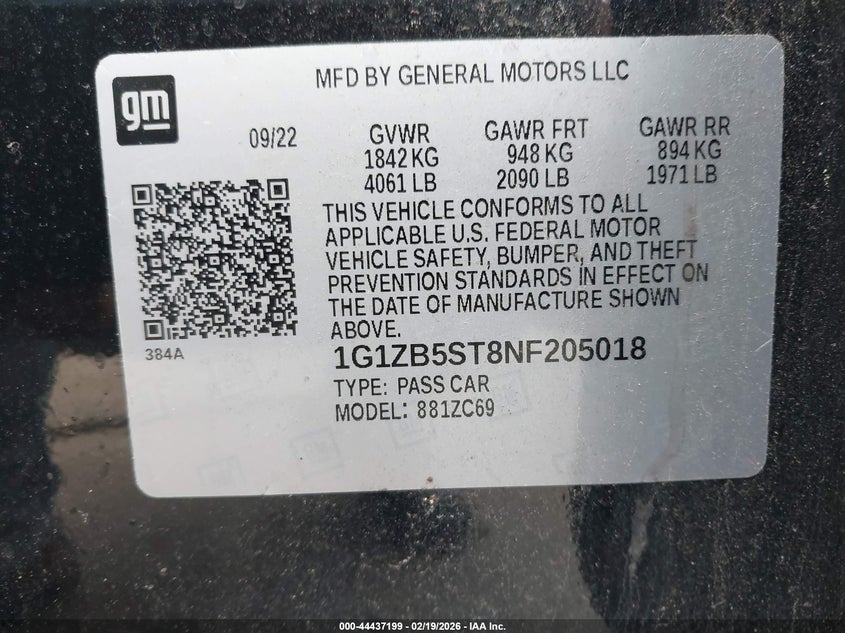 MFD BY GENERAL MOTORS LLC
gm
09/22
GVWR GAWR FRT GAWR RR
1842 KG 948 KG 894 KG
4061 LB 2090 LB 1971 LB
THIS VEHICLE CONFORMS TO ALL
APPLICABLE U.S. FEDERAL MOTOR
VEHICLE SAFETY, BUMPER, AND THEFT
PREVENTION STANDARDS IN EFFECT ON
THE DATE OF MANUFACTURE SHOWN
ABOVE.
384A
1G1ZB5ST8NF205018
TYPE: PASS CAR
MODEL: 881ZC69
000-44437199 - 02/19/2026 - IAA Inc.